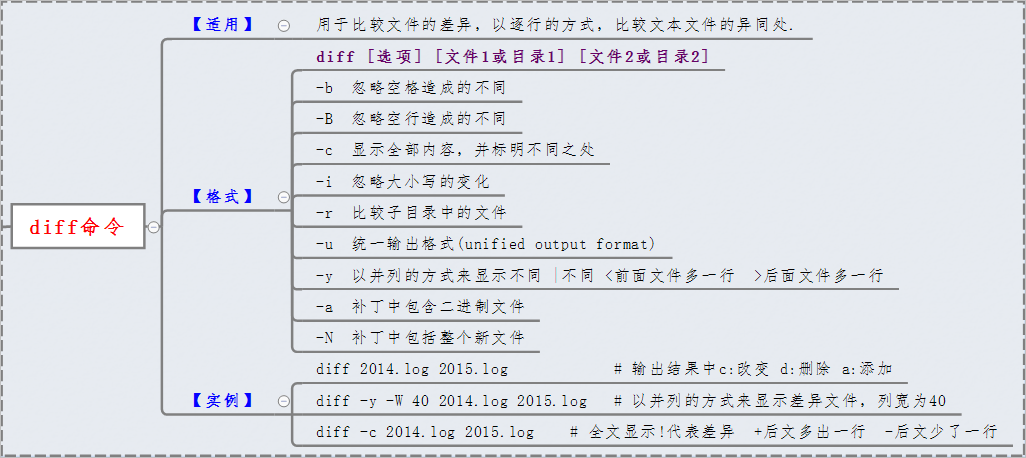 【适用】
用于比较文件的差异，以逐行的方式，比较文本文件的异同处.
diff命令
【格式】
diff [选项] [文件1或目录1] [文件2或目录2]
-b 忽略空格造成的不同
-B 忽略空行造成的不同
-c 显示全部内容，并标明不同之处
-i 忽略大小写的变化
-r 比较子目录中的文件
-u 统一输出格式(unified output format)
-y 以并列的方式来显示不同 |不同 <前面文件多一行 >后面文件多一行
-a 补丁中包含二进制文件
-N 补丁中包括整个新文件
【实例】
diff 2014.log 2015.log # 输出结果中c:改变 d:删除 a:添加
diff -y -W 40 2014.log 2015.log # 以并列的方式来显示差异文件，列宽为40
diff -c 2014.log 2015.log # 全文显示!代表差异 +后文多出一行 -后文少了一行